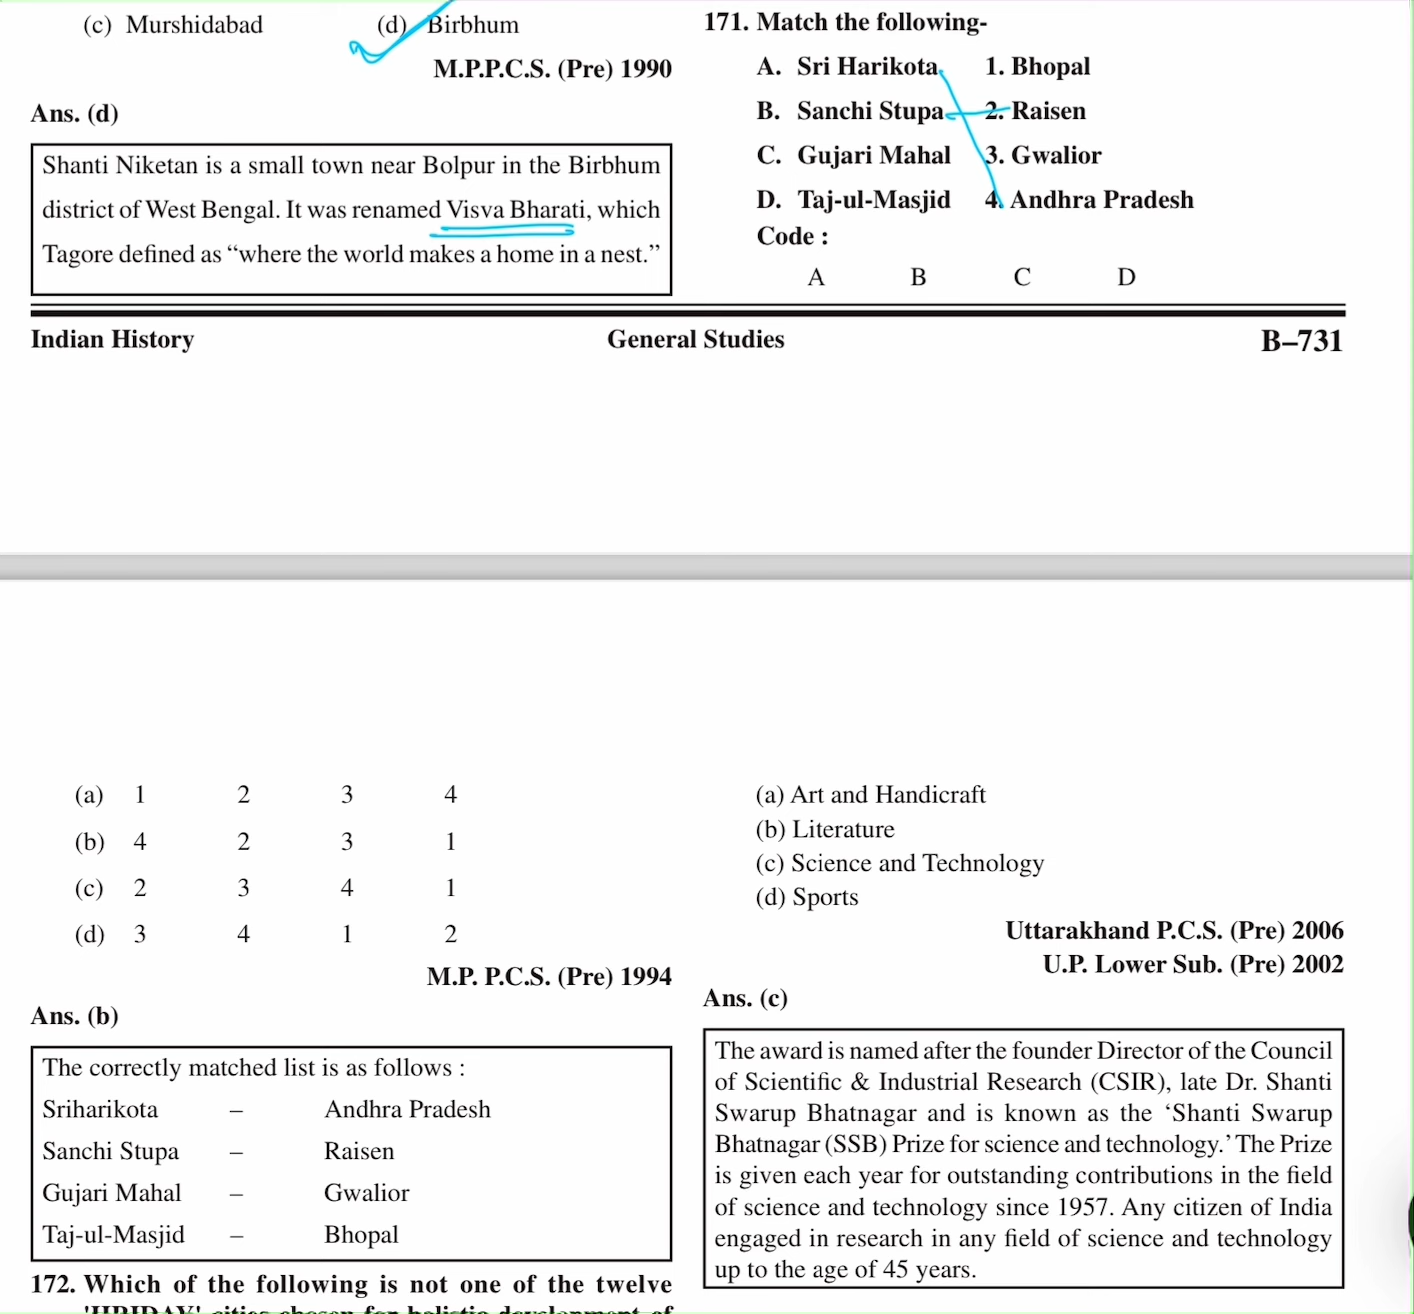 (c) Murshidabad (d) Birbhum
M.P.P.C.S. (Pre) 1990
Ans. (d)
Shanti Niketan is a small town near Bolpur in the Birbhum
district of West Bengal. It was renamed Visva Bharati, which
Tagore defined as “where the world makes a home in a nest.”
171. Match the following-
A. Sri Harikota 1. Bhopal
B. Sanchi Stupa 2. Raisen
C. Gujari Mahal 3. Gwalior
D. Taj-ul-Masjid 4. Andhra Pradesh
Code :
A B C D
Indian History General Studies B–731
(a) 1 2 3 4
(b) 4 2 3 1
(c) 2 3 4 1
(d) 3 4 1 2
M.P. P.C.S. (Pre) 1994
Ans. (b)
The correctly matched list is as follows :
Sriharikota – Andhra Pradesh
Sanchi Stupa – Raisen
Gujari Mahal – Gwalior
Taj-ul-Masjid – Bhopal
172. Which of the following is not one of the twelve
'HRIDAY' cities chosen for holistic development of
(a) Art and Handicraft
(b) Literature
(c) Science and Technology
(d) Sports
Uttarakhand P.C.S. (Pre) 2006
U.P. Lower Sub. (Pre) 2002
Ans. (c)
The award is named after the founder Director of the Council
of Scientific & Industrial Research (CSIR), late Dr. Shanti
Swarup Bhatnagar and is known as the ‘Shanti Swarup
Bhatnagar (SSB) Prize for science and technology.’ The Prize
is given each year for outstanding contributions in the field
of science and technology since 1957. Any citizen of India
engaged in research in any field of science and technology
up to the age of 45 years.